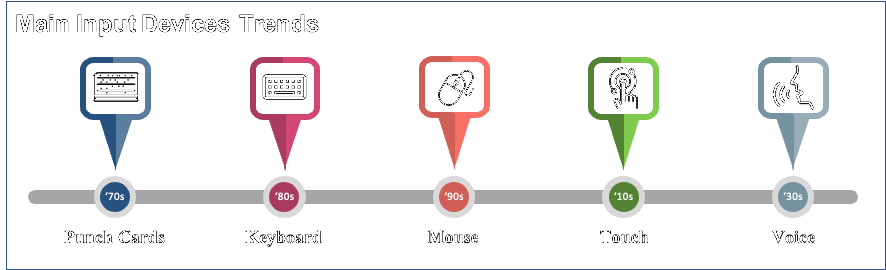 Main Input Devices Trends
‘70s
‘80s
‘90s
‘10s
‘30s
Punch Cards
Keyboard
Mouse
Touch
Voice